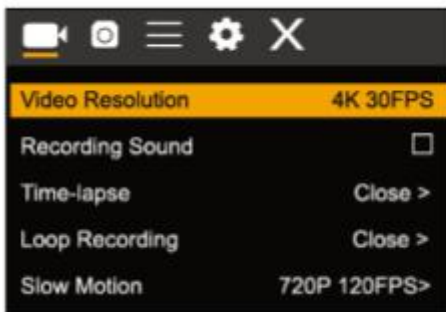 Video Resolution 4K 30FPS
Recording Sound
Time-lapse Close >
Loop Recording Close >
Slow Motion 720P 120FPS>